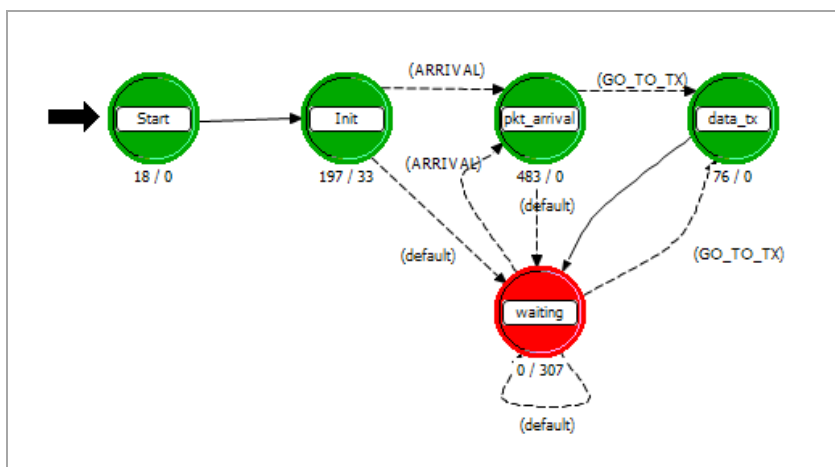 (ARRIVAL)
(GO_TO_TX)
Start
Init
pkt_arrival
data_tx
(ARRIVAL)
18 / 0
197 / 33
483 / 0
76 / 0
(default)
(default)
(GO_TO_TX)
waiting
0 / 307
(default)